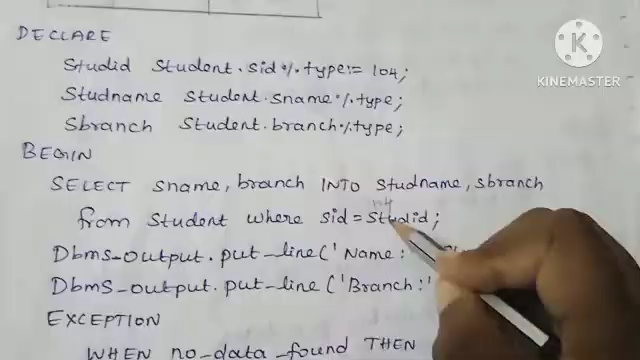 DECLARE
Studid Student.sid%.type:= 104;
Studname Student.sname%.type;
Sbranch Student.branch%.type;
BEGIN
SELECT sname, branch INTO studname, sbranch
from Student where sid = studid;
Dbms-output.put-line('Name:
Dbms-output.put-line('Branch:'
EXCEPTION
WHEN no-data-found THEN
K
KINEMASTER